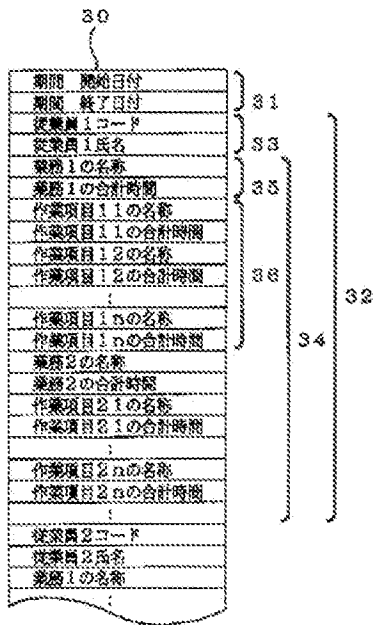 30
期間 開始日付
期間 終了日付
31
従業員1コード
従業員1氏名
33
業務1の名称
業務1の合計時間
35
作業項目11の名称
作業項目11の合計時間
作業項目12の名称
作業項目12の合計時間
:
作業項目1nの名称
作業項目1nの合計時間
36
業務2の名称
業務2の合計時間
作業項目21の名称
作業項目21の合計時間
:
作業項目2nの名称
作業項目2nの合計時間
:
34
32
従業員2コード
従業員2氏名
業務1の名称
: